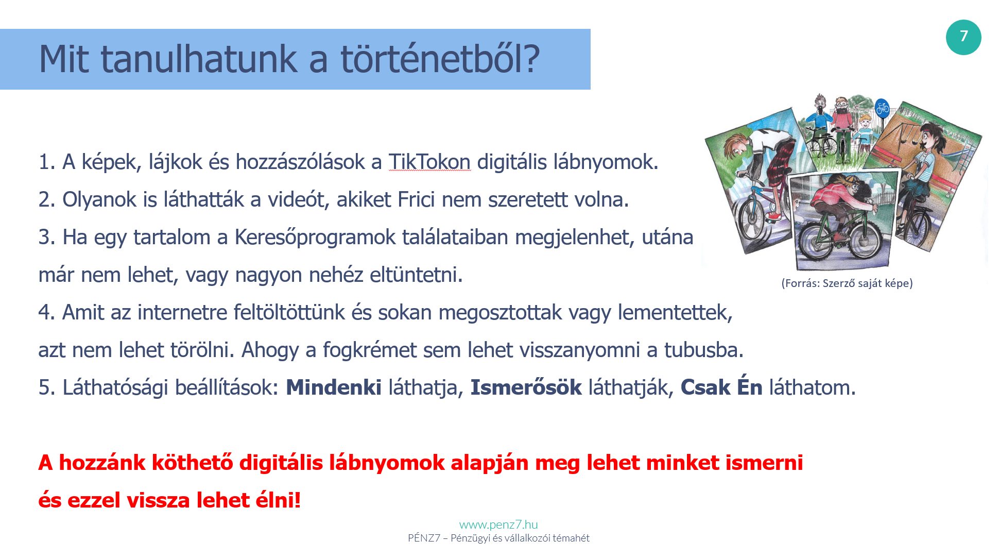 7
Mit tanulhatunk a történetből?
1. A képek, lájkok és hozzászólások a TikTokon digitális lábnyomok.
2. Olyanok is láthatták a videót, akiket Frici nem szeretett volna.
3. Ha egy tartalom a Keresőprogramok találataiban megjelenhet, utána
már nem lehet, vagy nagyon nehéz eltüntetni.
(Forrás: Szerző saját képe)
4. Amit az internetre feltöltöttünk és sokan megosztottak vagy lementettek,
azt nem lehet törölni. Ahogy a fogkrémet sem lehet visszanyomni a tubusba.
5. Láthatósági beállítások: Mindenki láthatja, Ismerősök láthatják, Csak Én láthatom.
A hozzánk köthető digitális lábnyomok alapján meg lehet minket ismerni
és ezzel vissza lehet élni!
www.penz7.hu
PÉNZ7 – Pénzügyi és vállalkozói témahét